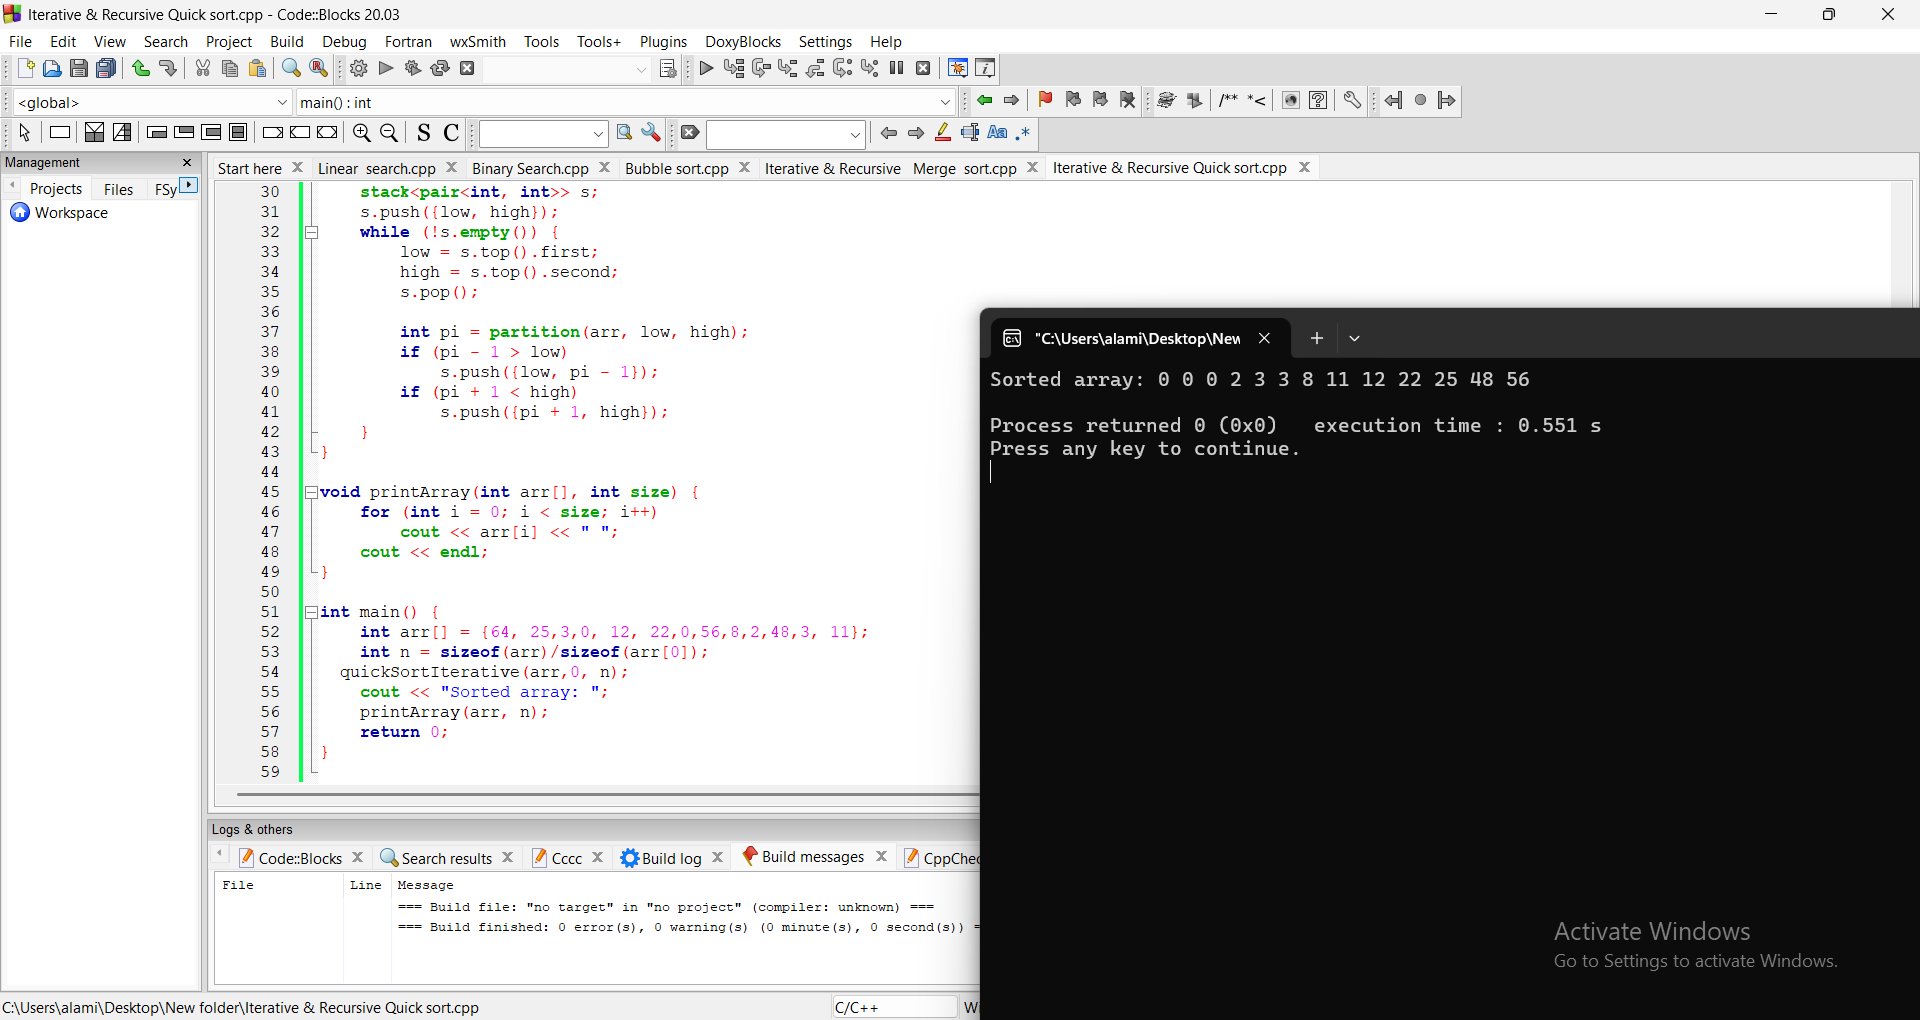 Iterative & Recursive Quick sort.cpp - Code::Blocks 20.03
File Edit View Search Project Build Debug Fortran wxSmith Tools Tools+ Plugins DoxyBlocks Settings Help
<global> main() : int
/** *<
S C Aa .*
Management
Start here Linear search.cpp Binary Search.cpp Bubble sort.cpp Iterative & Recursive Merge sort.cpp Iterative & Recursive Quick sort.cpp
Projects Files FSy
Workspace
30 stack<pair<int, int>> s;
31 s.push({low, high});
32 while (!s.empty()) {
33 low = s.top().first;
34 high = s.top().second;
35 s.pop();
36
37 int pi = partition(arr, low, high);
38 if (pi - 1 > low)
39 s.push({low, pi - 1});
40 if (pi + 1 < high)
41 s.push({pi + 1, high});
42 }
43 }
44
45 void printArray(int arr[], int size) {
46 for (int i = 0; i < size; i++)
47 cout << arr[i] << " ";
48 cout << endl;
49 }
50
51 int main() {
52 int arr[] = {64, 25,3,0, 12, 22,0,56,8,2,48,3, 11};
53 int n = sizeof(arr)/sizeof(arr[0]);
54 quickSortIterative(arr,0, n);
55 cout << "Sorted array: ";
56 printArray(arr, n);
57 return 0;
58 }
59
"C:\Users\alami\Desktop\New
Sorted array: 0 0 0 2 3 3 8 11 12 22 25 48 56
Process returned 0 (0x0) execution time : 0.551 s
Press any key to continue.
Logs & others
Code::Blocks Search results Cccc Build log Build messages CppChec
File Line Message
=== Build file: "no target" in "no project" (compiler: unknown) ===
=== Build finished: 0 error(s), 0 warning(s) (0 minute(s), 0 second(s)) =
Activate Windows
Go to Settings to activate Windows.
C:\Users\alami\Desktop\New folder\Iterative & Recursive Quick sort.cpp C/C++ Wi